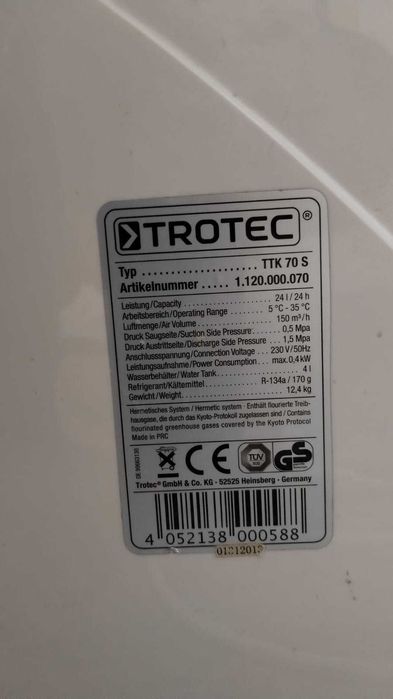 TROTEC®
Typ .................. TTK 70 S
Artikelnummer ..... 1.120.000.070
Leistung/Capacity ..................... 24 l / 24 h
Arbeitsbereich/Operating Range ........ 5 °C - 35 °C
Luftmenge/Air Volume .................. 150 m³/h
Druck Saugseite/Suction Side Pressure ....... 0,5 Mpa
Druck Austrittseite/Discharge Side Pressure ... 1,5 Mpa
Anschlussspannung/Connection Voltage ... 230 V/50Hz
Leistungsaufnahme/Power Consumption ... max.0,4kW
Wasserbehälter/Water Tank .................. 4 l
Refrigerant/Kältemittel .............. R-134a / 170 g
Gewicht/Weight ........................ 12,4 kg
Hermetisches System / Hermetic system · Enthält flourierte Treib-
hausgase, die durch das Kyoto-Protokoll zugelassen sind / Contains
flourinated greenhouse gases covered by the Kyoto Protocol
Made in PRC
CE TÜV GS
Trotec® GmbH & Co. KG · 52525 Heinsberg · Germany
4 052138 000588